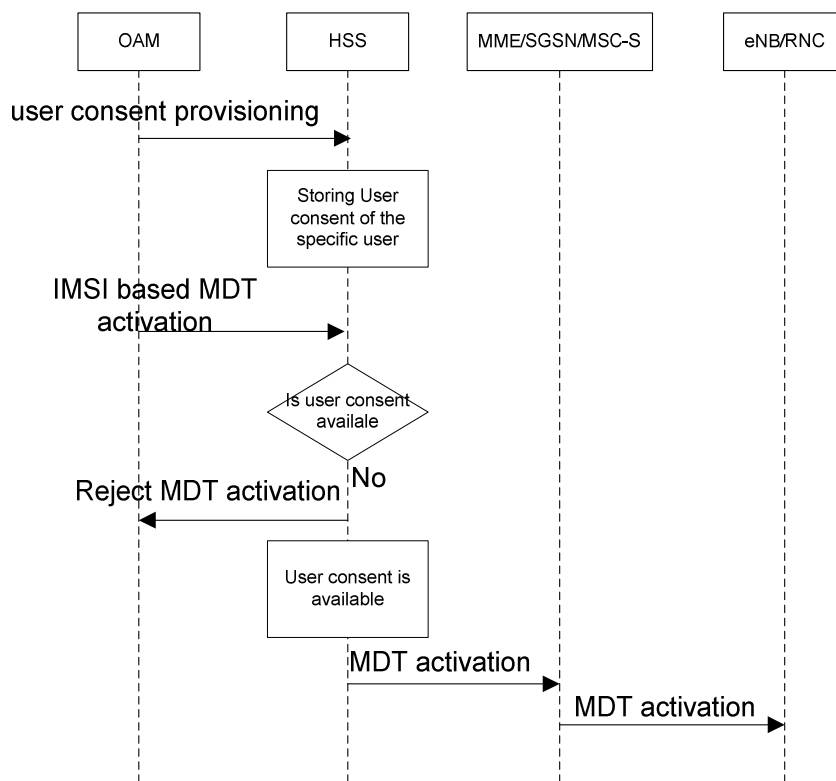 OAM
HSS
MME/SGSN/MSC-S
eNB/RNC
user consent provisioning
Storing User
consent of the
specific user
IMSI based MDT
activation
Is user consent
availale
No
Reject MDT activation
User consent is
available
MDT activation
MDT activation